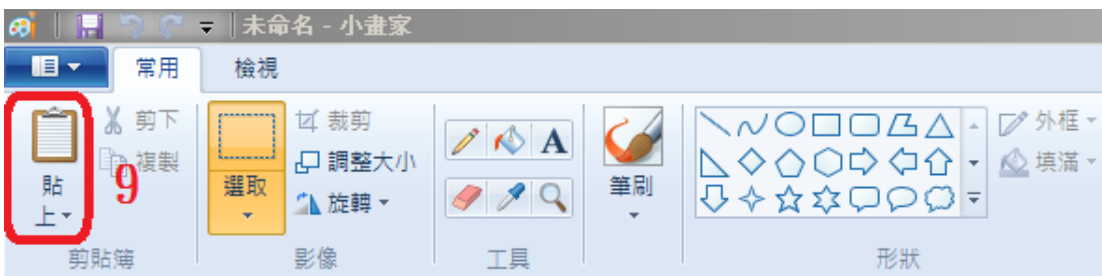 未命名 - 小畫家
常用 檢視
貼上
剪下
複製
9
剪貼簿
選取
裁剪
調整大小
旋轉
影像
A
工具
筆刷
外框
填滿
形狀